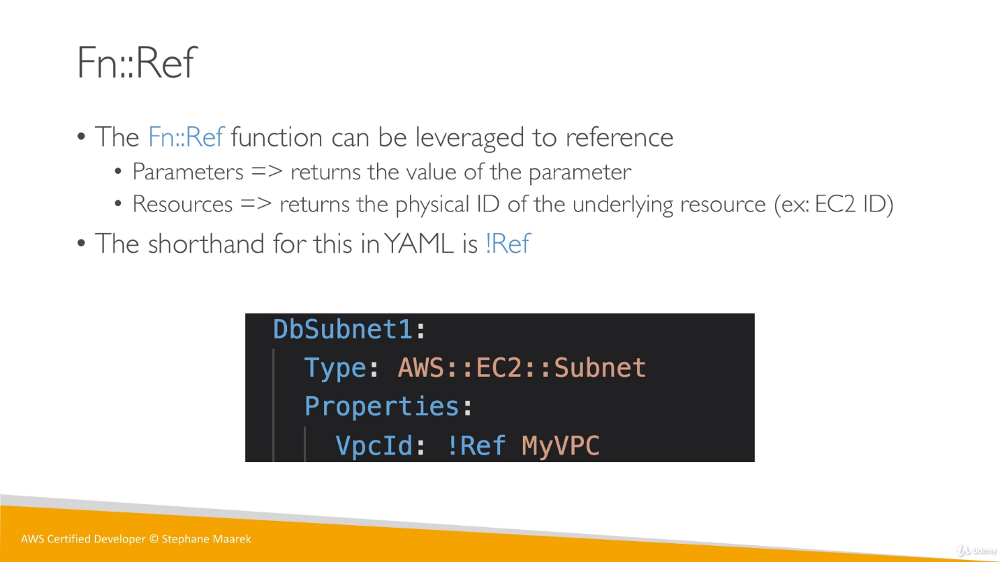 Fn::Ref
• The Fn::Ref function can be leveraged to reference
• Parameters => returns the value of the parameter
• Resources => returns the physical ID of the underlying resource (ex: EC2 ID)
• The shorthand for this in YAML is !Ref
DbSubnet1:
Type: AWS::EC2::Subnet
Properties:
VpcId: !Ref MyVPC
AWS Certified Developer © Stephane Maarek
Udemy